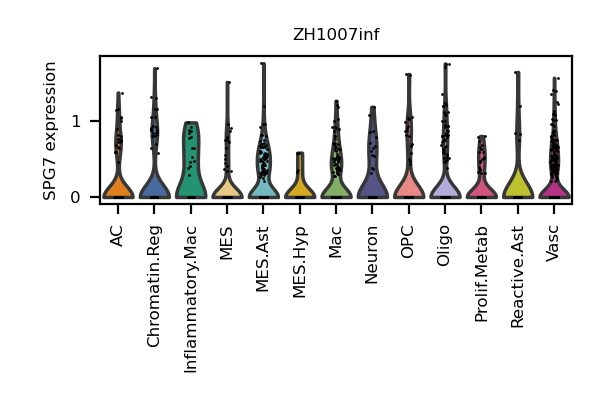 ZH1007inf
SPG7 expression
1
0
AC
Chromatin.Reg
Inflammatory.Mac
MES
MES.Ast
MES.Hyp
Mac
Neuron
OPC
Oligo
Prolif.Metab
Reactive.Ast
Vasc